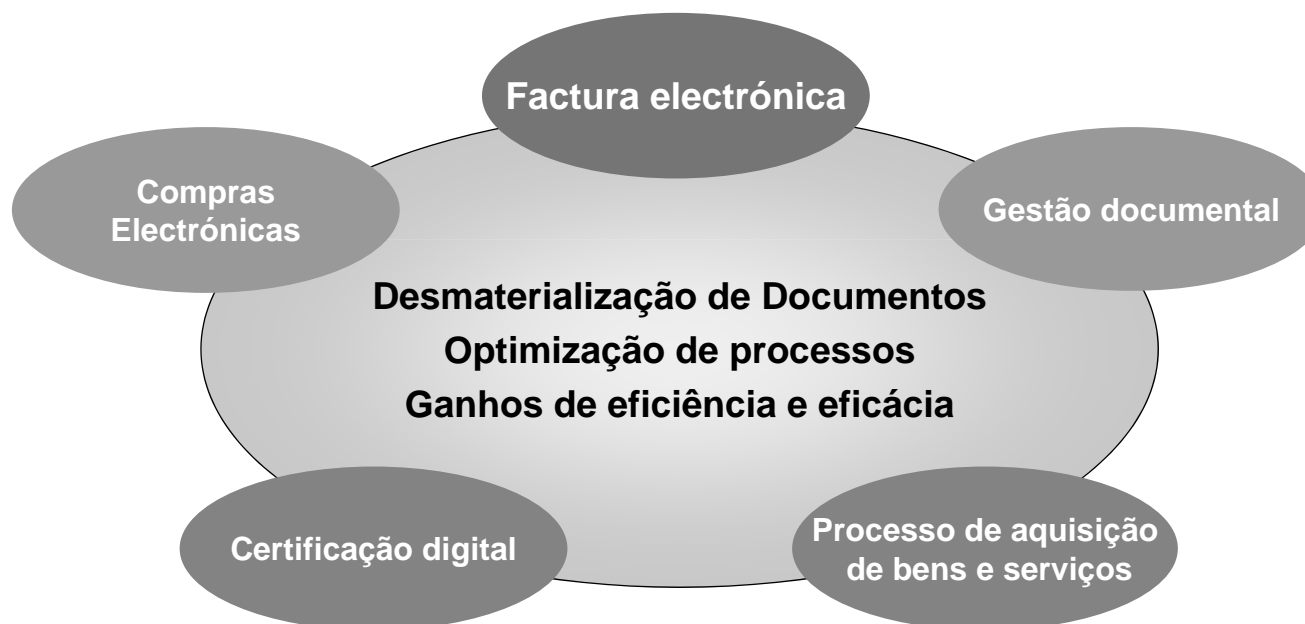 Factura electrónica
Compras
Electrónicas
Gestão documental
Desmaterialização de Documentos
Optimização de processos
Ganhos de eficiência e eficácia
Certificação digital
Processo de aquisição
de bens e serviços